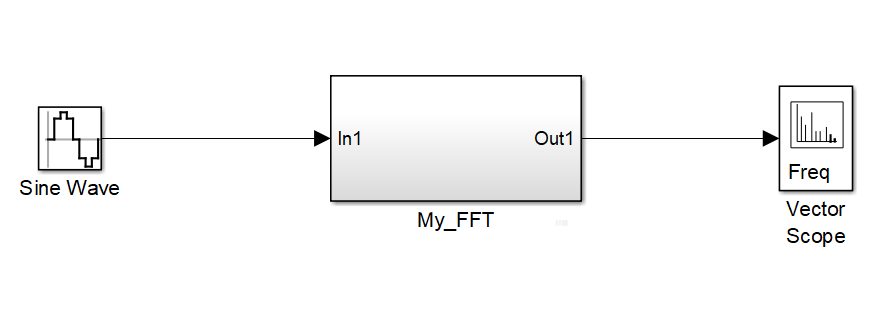 In1
Out1
Freq
Sine Wave
My_FFT
Vector
Scope